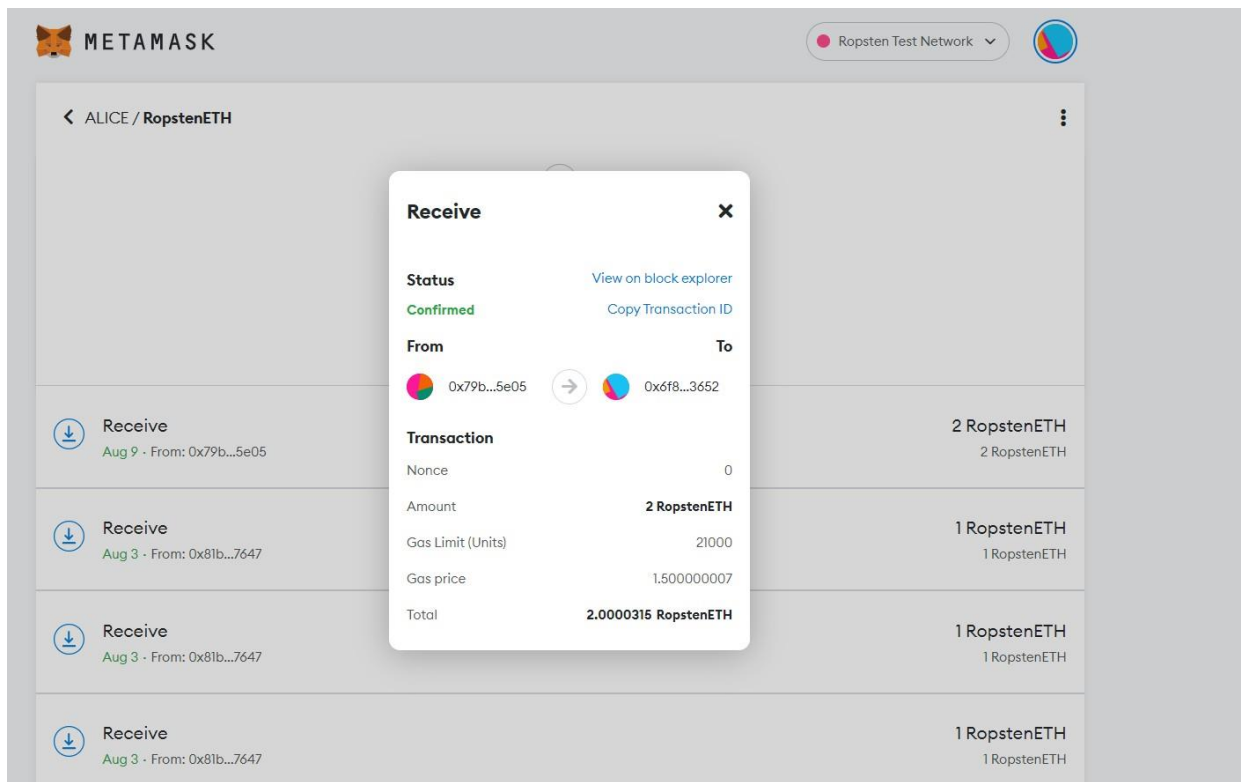 METAMASK
Ropsten Test Network
ALICE / RopstenETH
Receive
Status View on block explorer
Confirmed Copy Transaction ID
From To
0x79b...5e05 0x6f8...3652
Transaction
Nonce 0
Amount 2 RopstenETH
Gas Limit (Units) 21000
Gas price 1.500000007
Total 2.0000315 RopstenETH
Receive 2 RopstenETH
Aug 9 · From: 0x79b...5e05 2 RopstenETH
Receive 1 RopstenETH
Aug 3 · From: 0x81b...7647 1 RopstenETH
Receive 1 RopstenETH
Aug 3 · From: 0x81b...7647 1 RopstenETH
Receive 1 RopstenETH
Aug 3 · From: 0x81b...7647 1 RopstenETH